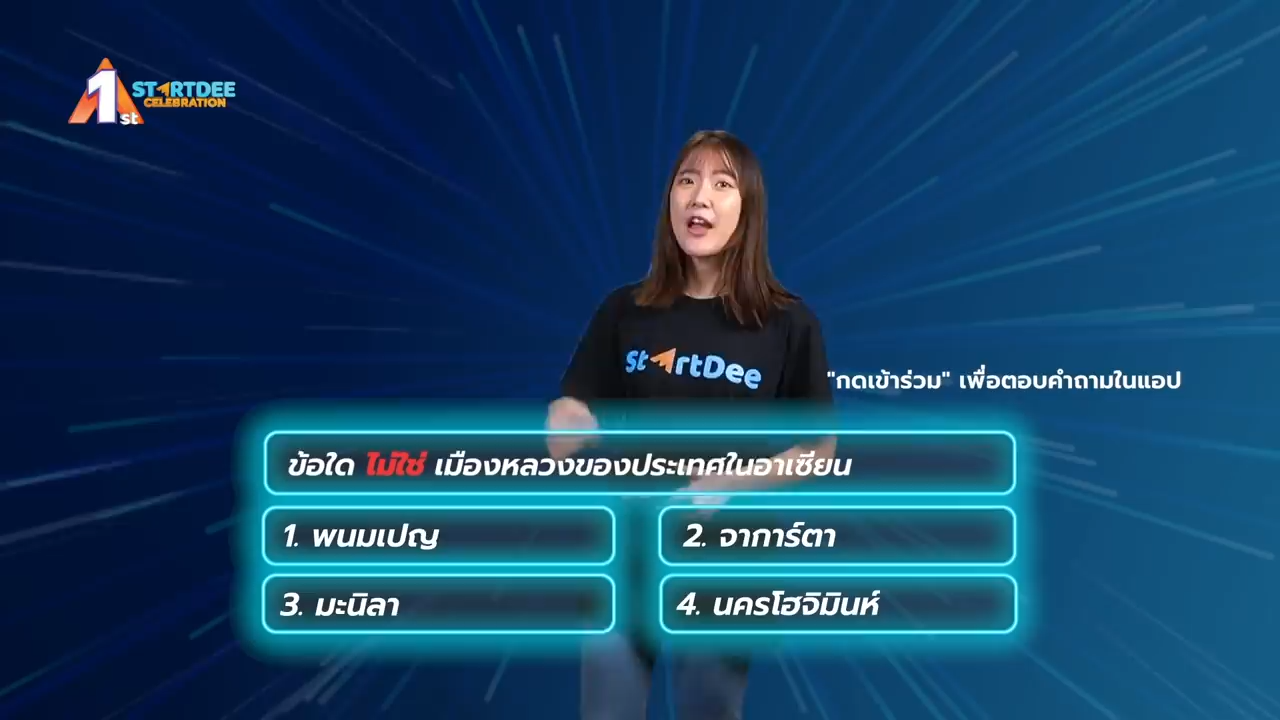 1st STARTDEE
CELEBRATION
StartDee
"กดเข้าร่วม" เพื่อตอบคำถามในแอป
ข้อใด ไม่ใช่ เมืองหลวงของประเทศในอาเซียน
1. พนมเปญ
2. จาการ์ตา
3. มะนิลา
4. นครโฮจิมินห์